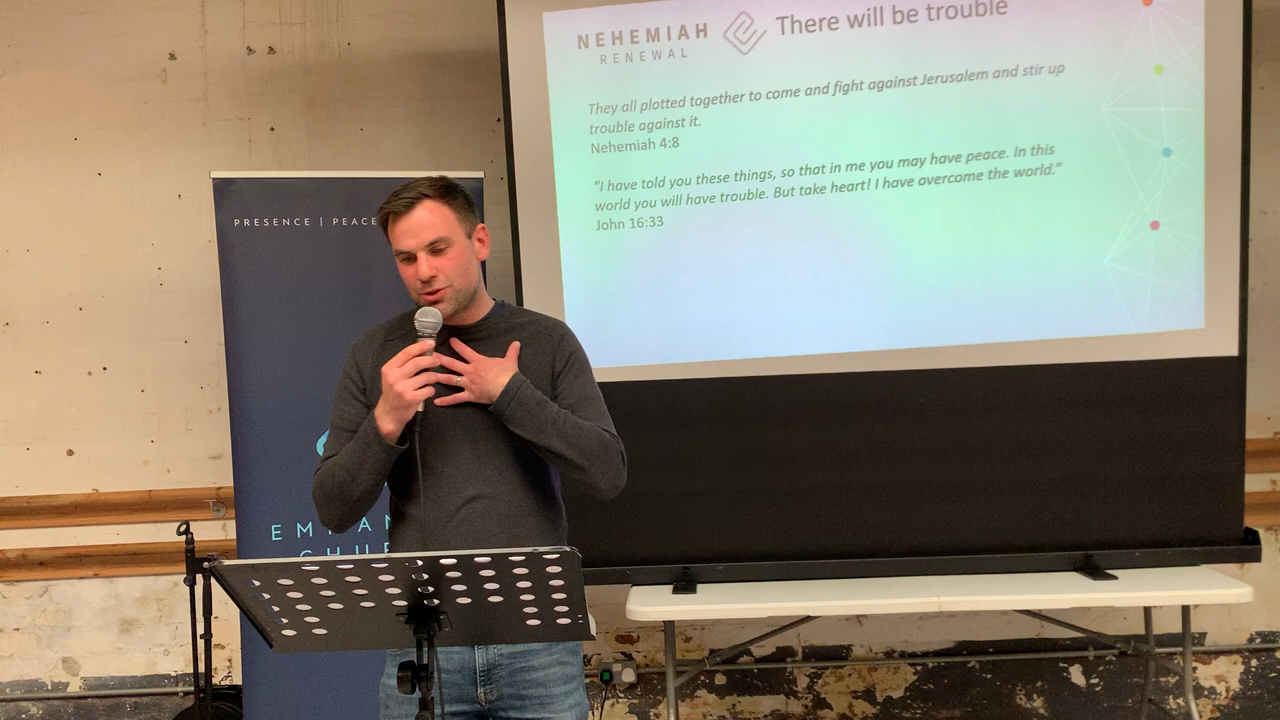 NEHEMIAH
RENEWAL
There will be trouble
They all plotted together to come and fight against Jerusalem and stir up
trouble against it.
Nehemiah 4:8
“I have told you these things, so that in me you may have peace. In this
world you will have trouble. But take heart! I have overcome the world.”
John 16:33
PRESENCE | PEACE